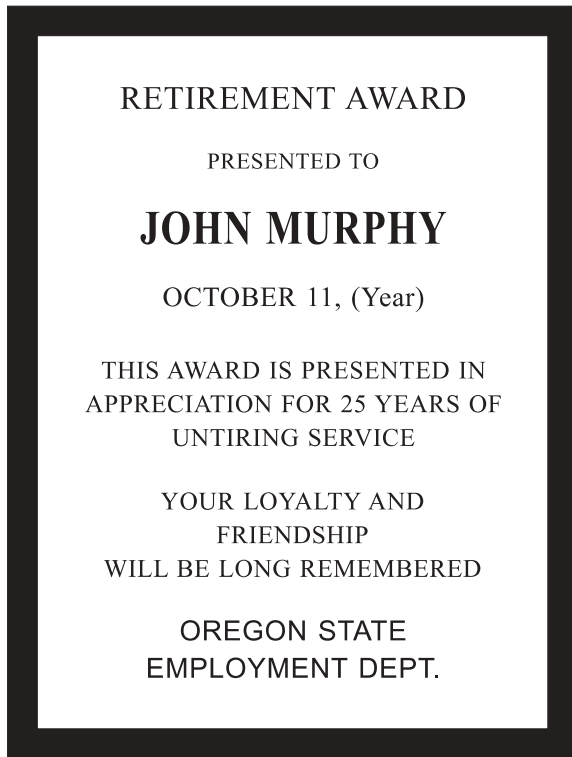 RETIREMENT AWARD
PRESENTED TO
JOHN MURPHY
OCTOBER 11, (Year)
THIS AWARD IS PRESENTED IN
APPRECIATION FOR 25 YEARS OF
UNTIRING SERVICE
YOUR LOYALTY AND
FRIENDSHIP
WILL BE LONG REMEMBERED
OREGON STATE
EMPLOYMENT DEPT.